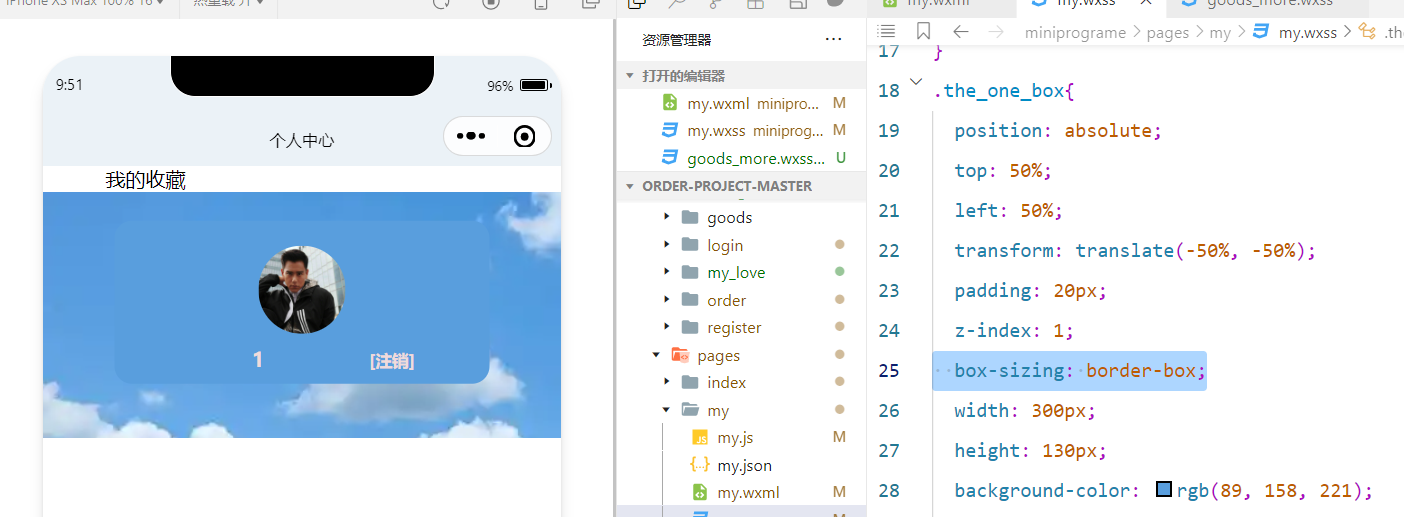 iPhone XS Max 100% 16
热重载 开
9:51
96%
个人中心
我的收藏
1
[注销]
资源管理器
打开的编辑器
my.wxml minipro... M
my.wxss miniprog... M
goods_more.wxss... U
ORDER-PROJECT-MASTER
goods
login
my_love
order
register
pages
index
my
my.js M
my.json
my.wxml M
my.wxml
my.wxss
goods_more.wxss
miniprograme > pages > my > my.wxss > .the
17 }
18 .the_one_box{
19 position: absolute;
20 top: 50%;
21 left: 50%;
22 transform: translate(-50%, -50%);
23 padding: 20px;
24 z-index: 1;
25 box-sizing: border-box;
26 width: 300px;
27 height: 130px;
28 background-color: rgb(89, 158, 221);